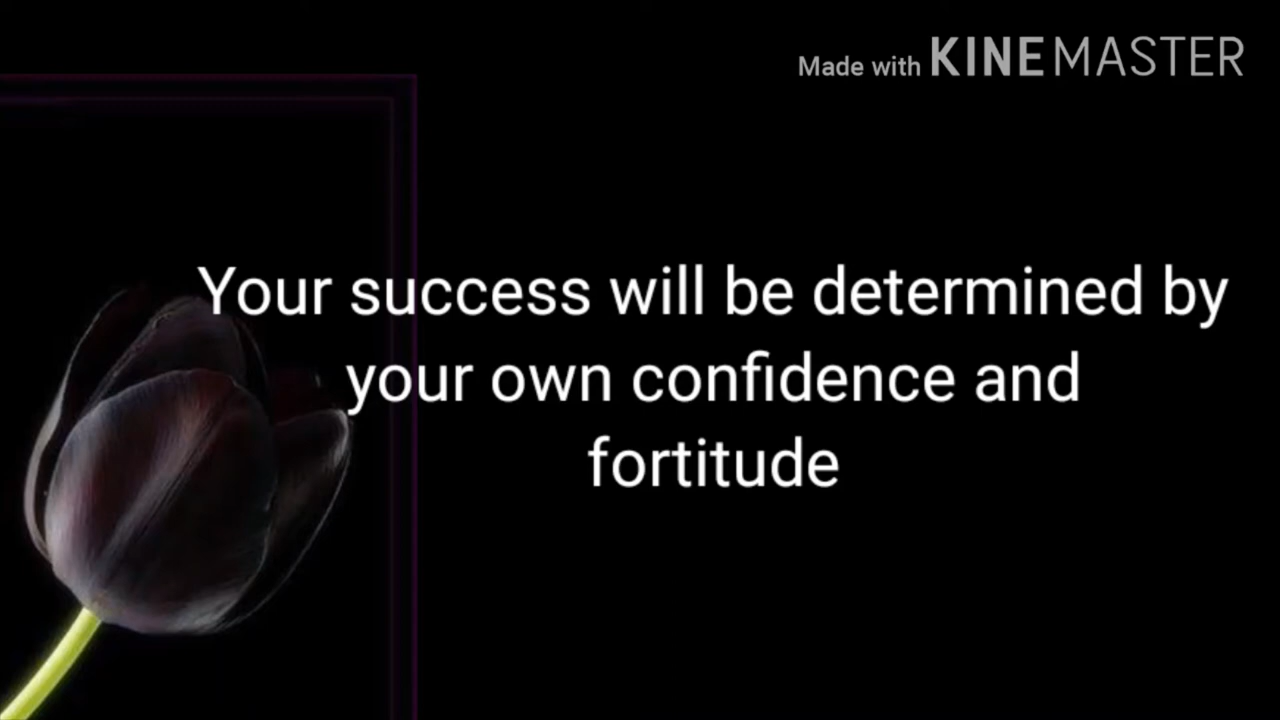 Made with KINEMASTER
Your success will be determined by
your own confidence and
fortitude